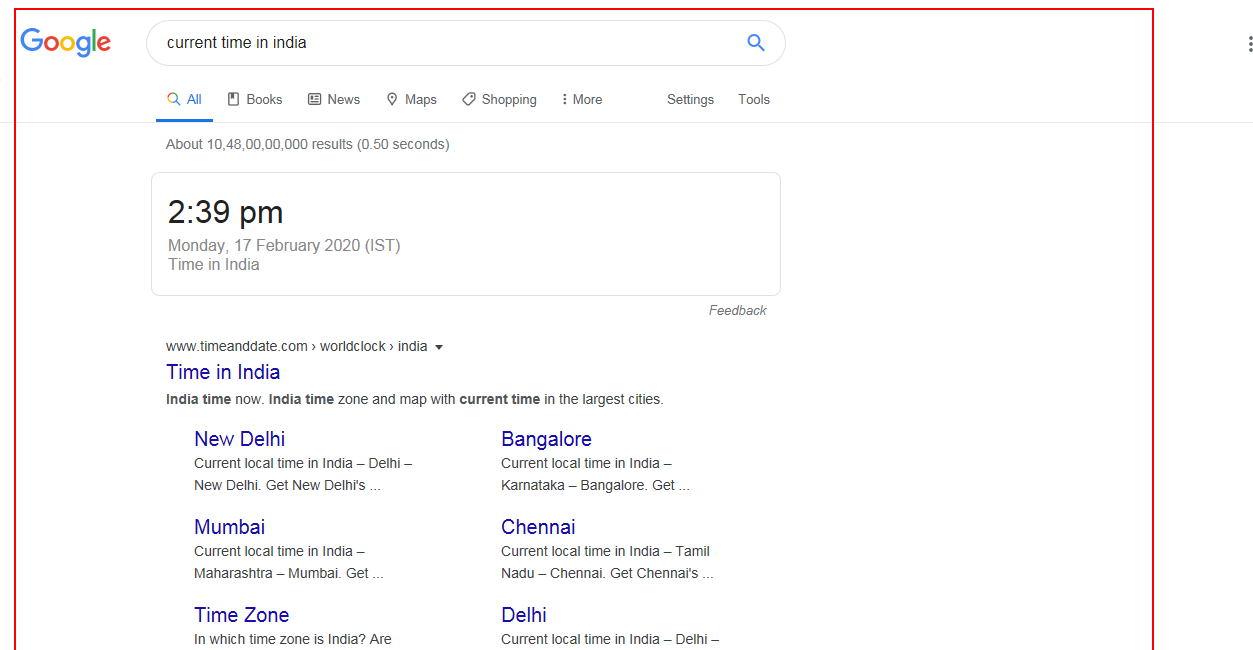 Google
current time in india
All Books News Maps Shopping More Settings Tools
About 10,48,00,00,000 results (0.50 seconds)
2:39 pm
Monday, 17 February 2020 (IST)
Time in India
Feedback
www.timeanddate.com › worldclock › india
Time in India
India time now. India time zone and map with current time in the largest cities.
New Delhi
Current local time in India – Delhi –
New Delhi. Get New Delhi's ...
Bangalore
Current local time in India –
Karnataka – Bangalore. Get ...
Mumbai
Current local time in India –
Maharashtra – Mumbai. Get ...
Chennai
Current local time in India – Tamil
Nadu – Chennai. Get Chennai's ...
Time Zone
In which time zone is India? Are
Delhi
Current local time in India – Delhi –